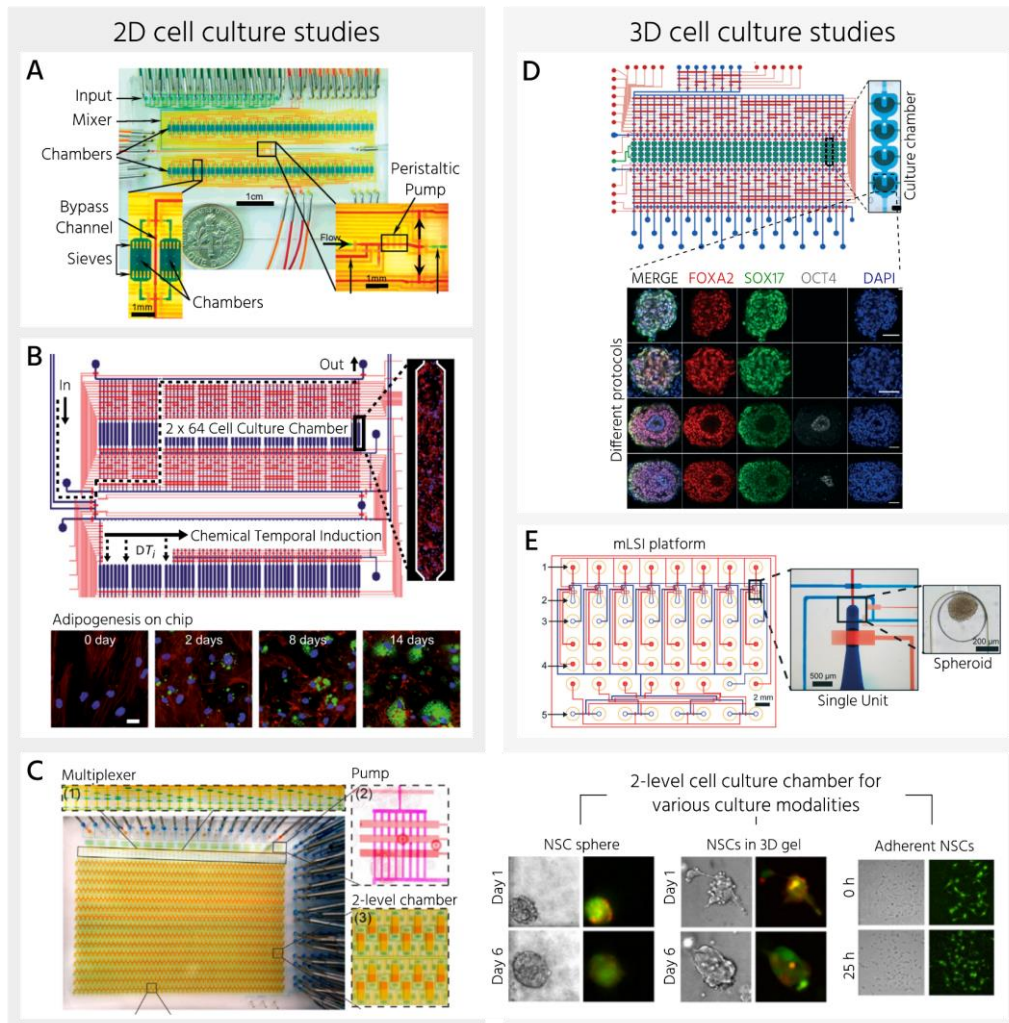 2D cell culture studies
A
Input
Mixer
Chambers
Bypass
Channel
Sieves
1cm
Peristaltic
Pump
Flow
1mm
1mm
Chambers
B
In
Out
2 x 64 Cell Culture Chamber
Chemical Temporal Induction
DTi
Adipogenesis on chip
0 day
2 days
8 days
14 days
C
Multiplexer
(1)
Pump
(2)
2-level chamber
(3)
3D cell culture studies
D
Culture chamber
MERGE
FOXA2
SOX17
OCT4
DAPI
Different protocols
E
mLSI platform
1
2
3
4
5
2 mm
500 µm
Single Unit
200 µm
Spheroid
2-level cell culture chamber for
various culture modalities
NSC sphere
NSCs in 3D gel
Adherent NSCs
Day 1
Day 6
Day 1
Day 6
0 h
25 h